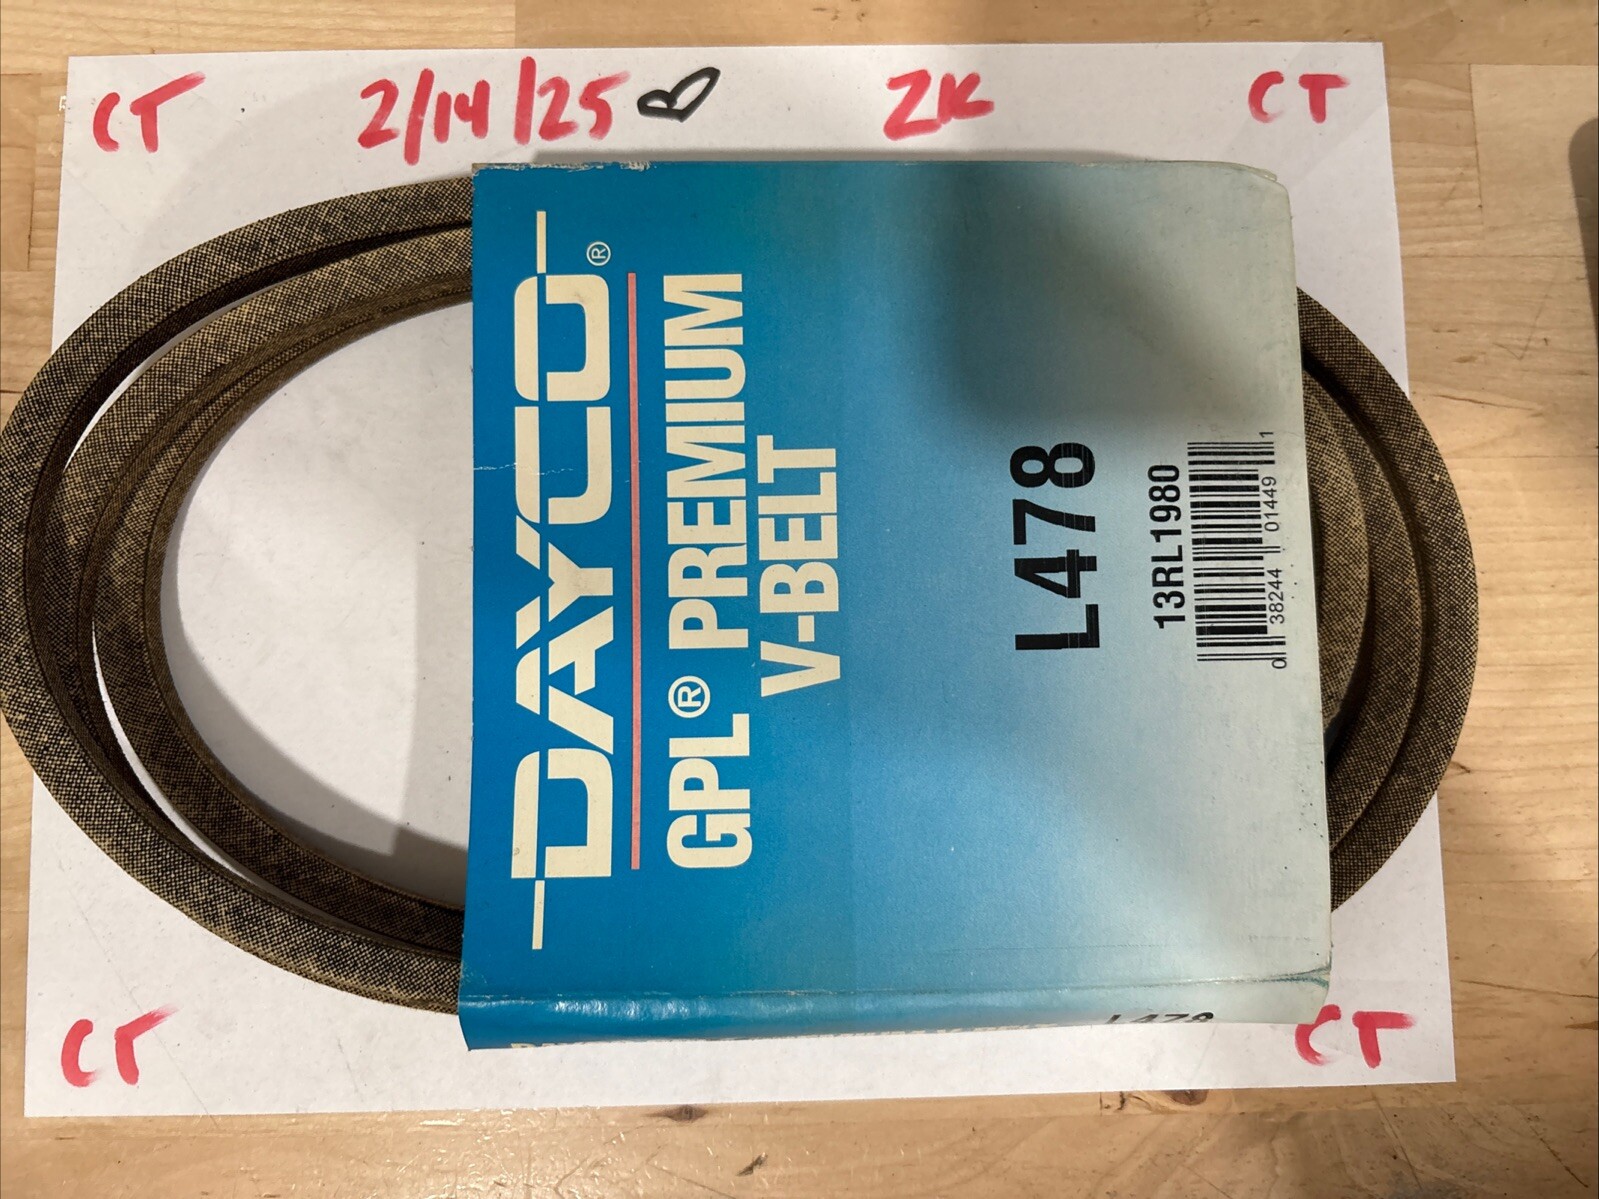 CT 2/14/25 ZK CT
DAYCO®
GPL® PREMIUM
V-BELT
L478
13RL1980
0 38244 01449 1
L478
CT CT